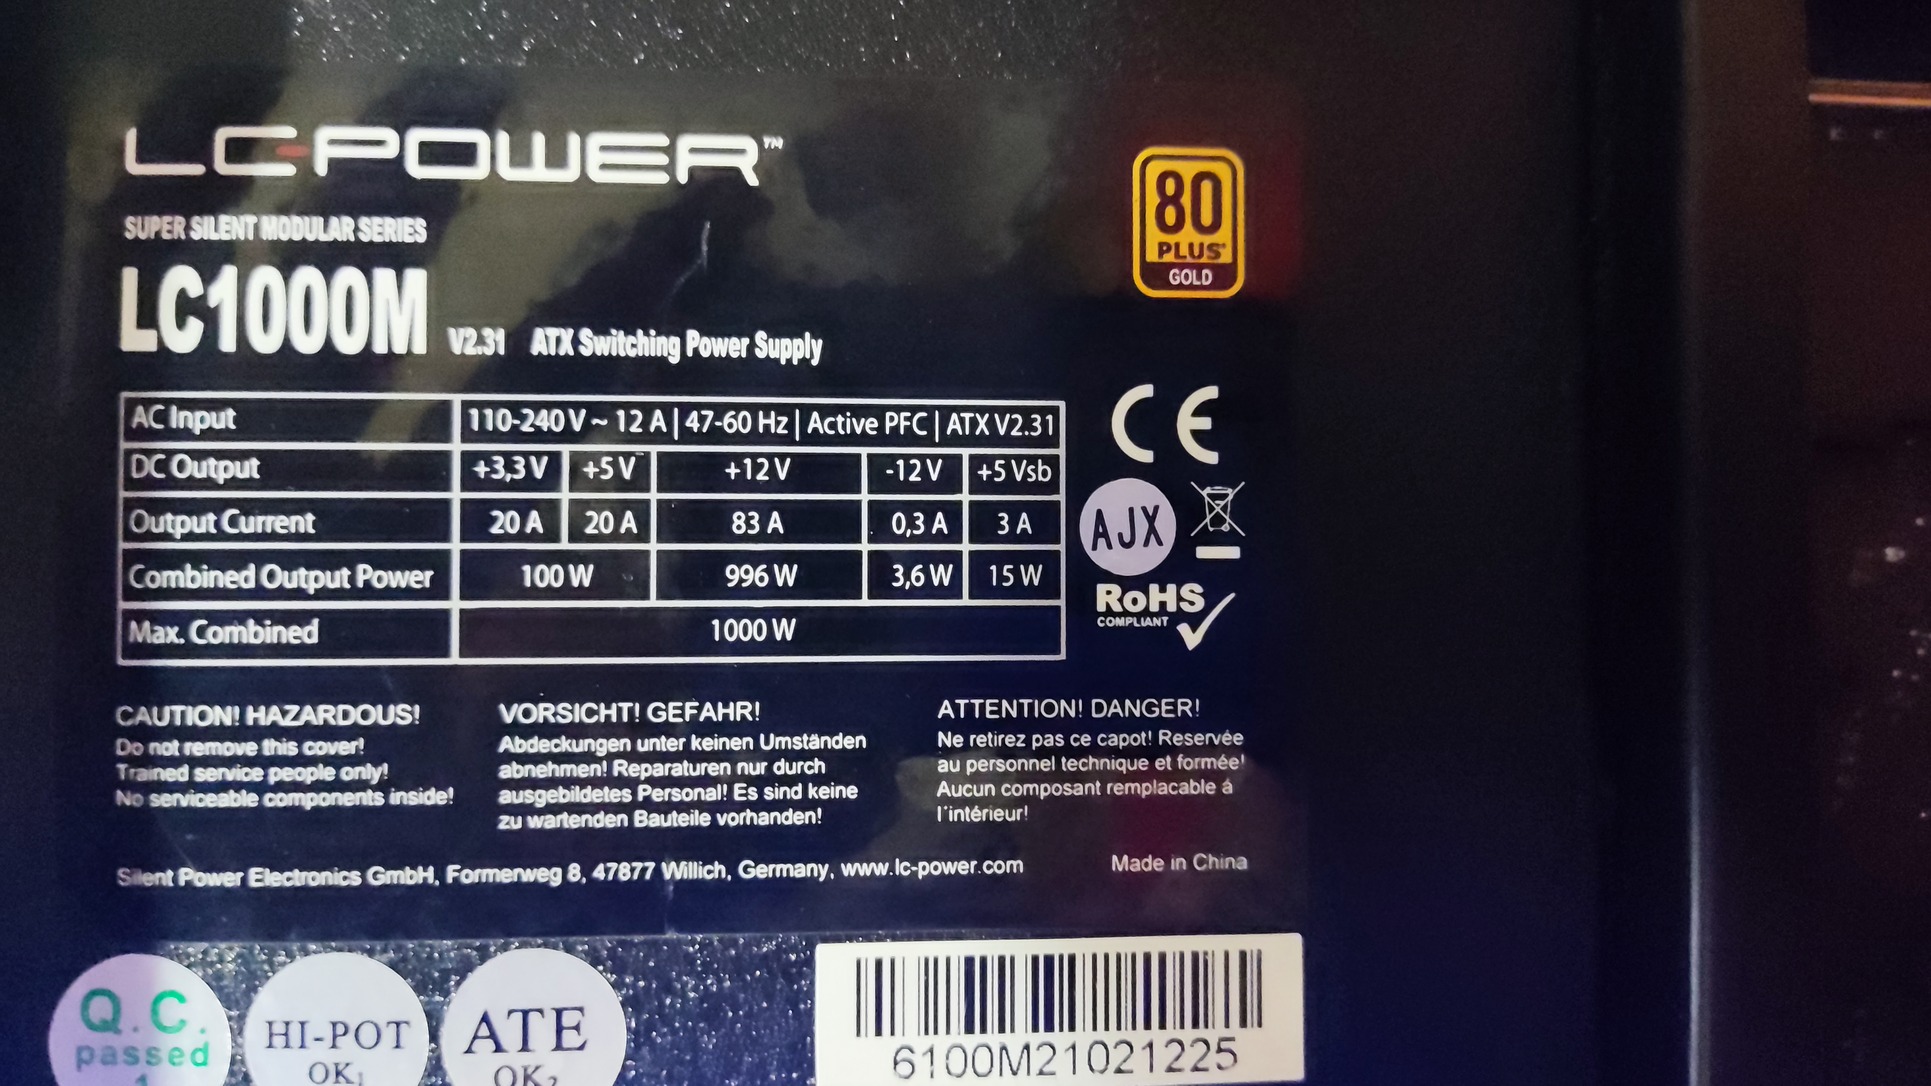 LC-POWER™
80
PLUS
GOLD
SUPER SILENT MODULAR SERIES
LC1000M V2.31 ATX Switching Power Supply
AC Input 110-240 V ~ 12 A | 47-60 Hz | Active PFC | ATX V2.31
DC Output +3,3 V +5 V +12 V -12 V +5 Vsb
Output Current 20 A 20 A 83 A 0,3 A 3 A
Combined Output Power 100 W 996 W 3,6 W 15 W
Max. Combined 1000 W
CE
AJX
RoHS
COMPLIANT
CAUTION! HAZARDOUS!
Do not remove this cover!
Trained service people only!
No serviceable components inside!
VORSICHT! GEFAHR!
Abdeckungen unter keinen Umständen
abnehmen! Reparaturen nur durch
ausgebildetes Personal! Es sind keine
zu wartenden Bauteile vorhanden!
ATTENTION! DANGER!
Ne retirez pas ce capot! Reservée
au personnel technique et formée!
Aucun composant remplacable á
l'intérieur!
Silent Power Electronics GmbH, Formerweg 8, 47877 Willich, Germany, www.lc-power.com
Made in China
Q.C.
passed
HI-POT
OK1
ATE
OK2
6100M21021225